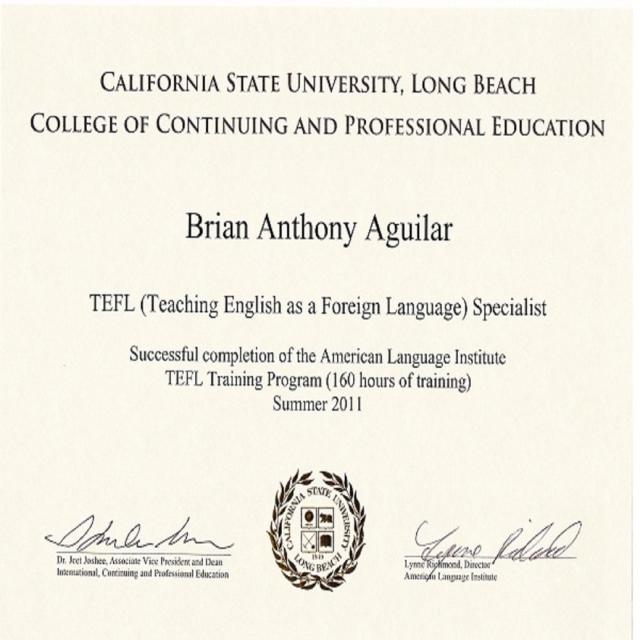 CALIFORNIA STATE UNIVERSITY, LONG BEACH
COLLEGE OF CONTINUING AND PROFESSIONAL EDUCATION
Brian Anthony Aguilar
TEFL (Teaching English as a Foreign Language) Specialist
Successful completion of the American Language Institute
TEFL Training Program (160 hours of training)
Summer 2011
CALIFORNIA STATE UNIVERSITY
1949
LONG BEACH
Dr. Jeet Joshee, Associate Vice President and Dean
International, Continuing and Professional Education
Lynne Richmond, Director
American Language Institute